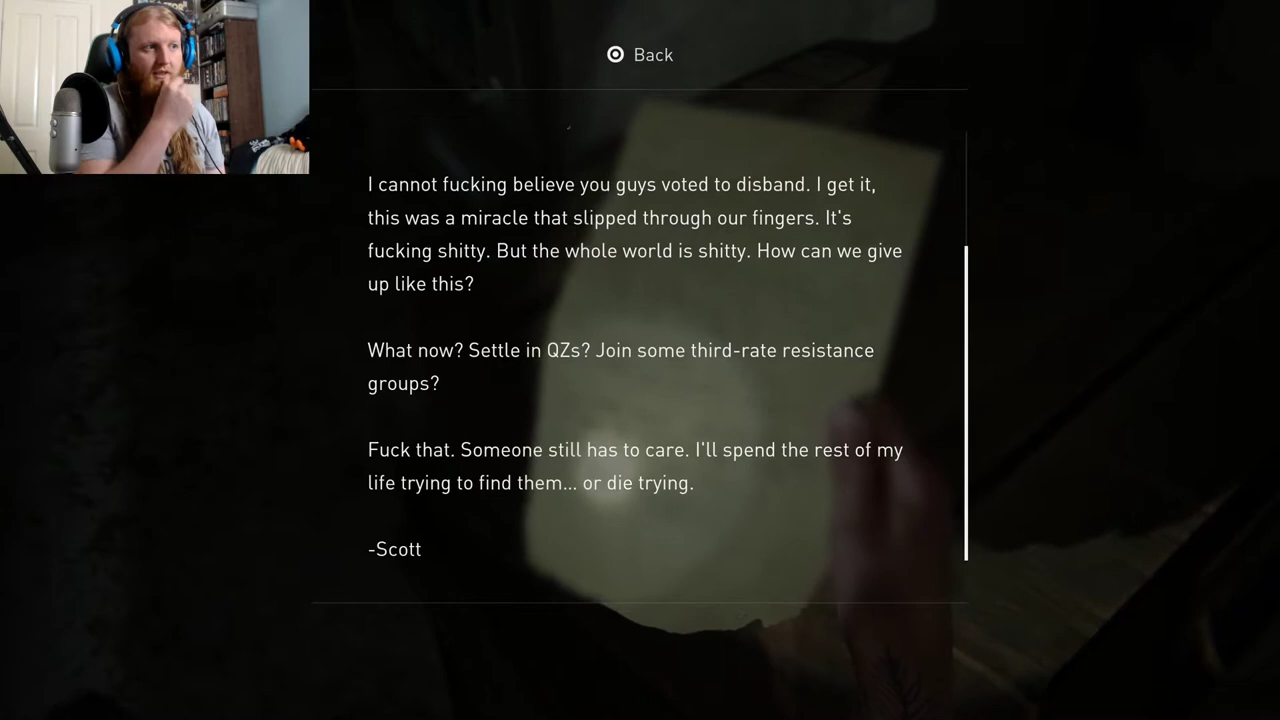 Back
I cannot fucking believe you guys voted to disband. I get it,
this was a miracle that slipped through our fingers. It's
fucking shitty. But the whole world is shitty. How can we give
up like this?
What now? Settle in QZs? Join some third-rate resistance
groups?
Fuck that. Someone still has to care. I'll spend the rest of my
life trying to find them... or die trying.
-Scott